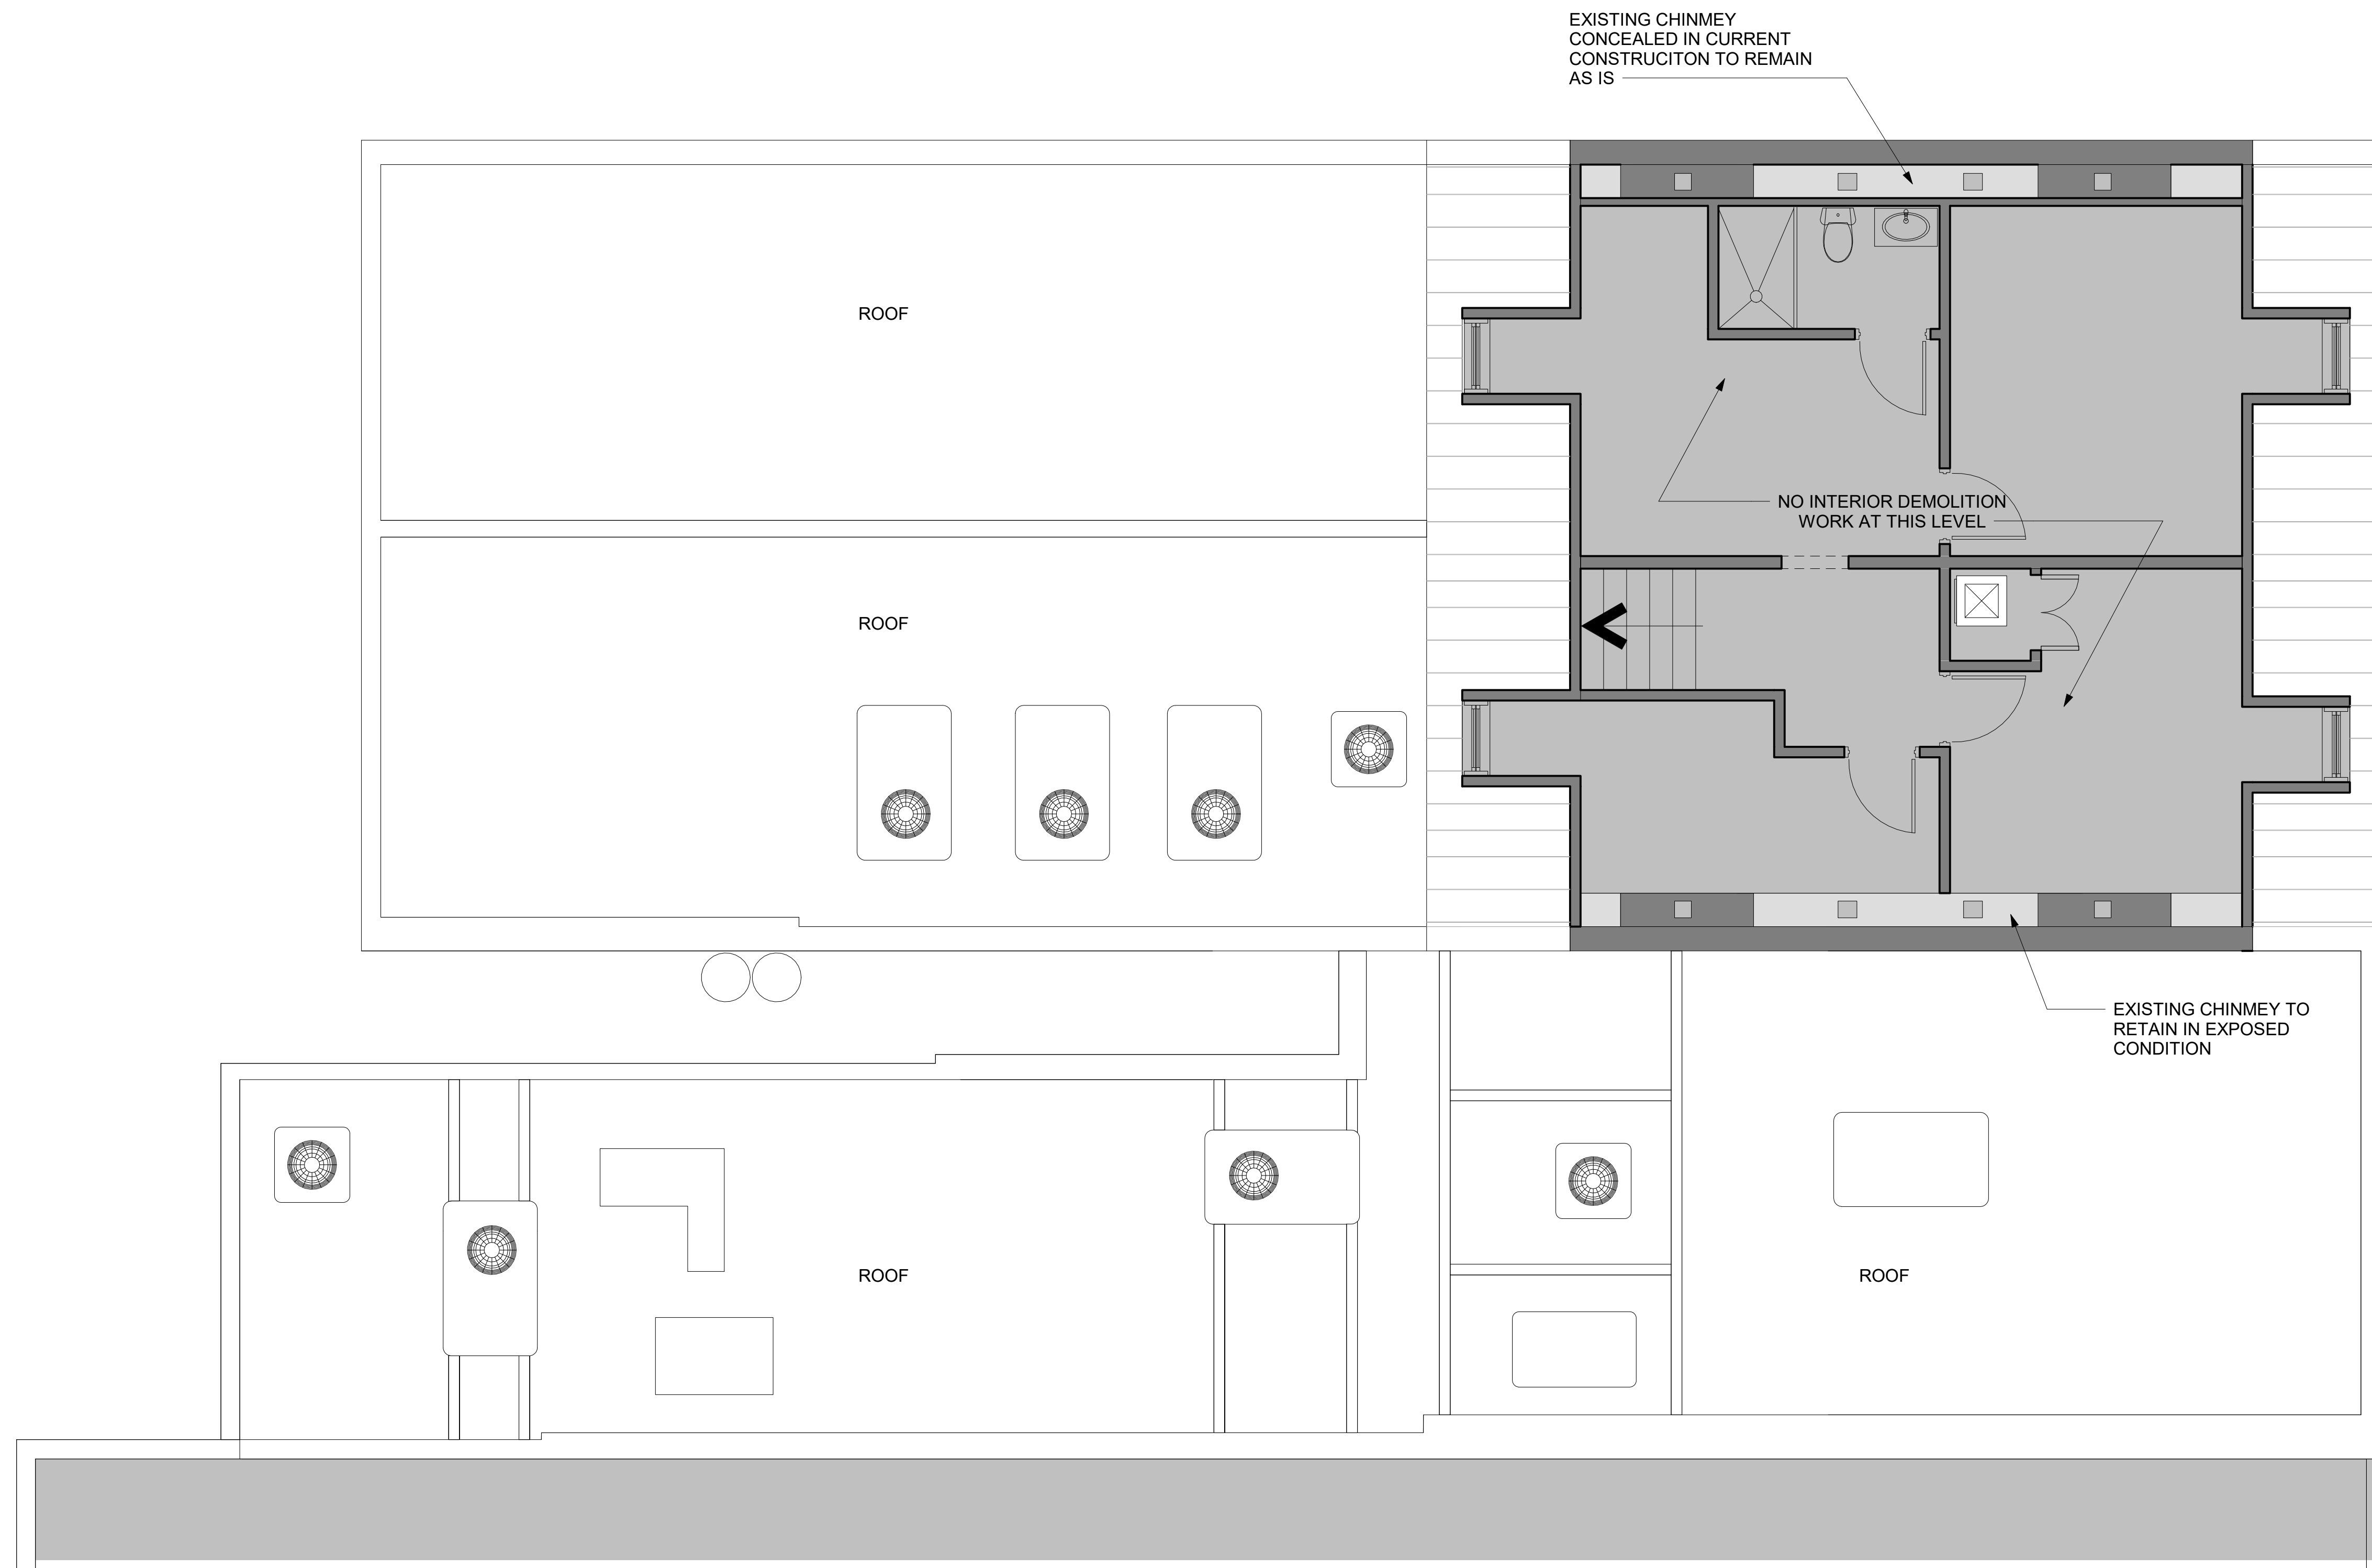 EXISTING CHINMEY
CONCEALED IN CURRENT
CONSTRUCITON TO REMAIN
AS IS
ROOF
NO INTERIOR DEMOLITION
WORK AT THIS LEVEL
ROOF
EXISTING CHINMEY TO
RETAIN IN EXPOSED
CONDITION
ROOF
ROOF